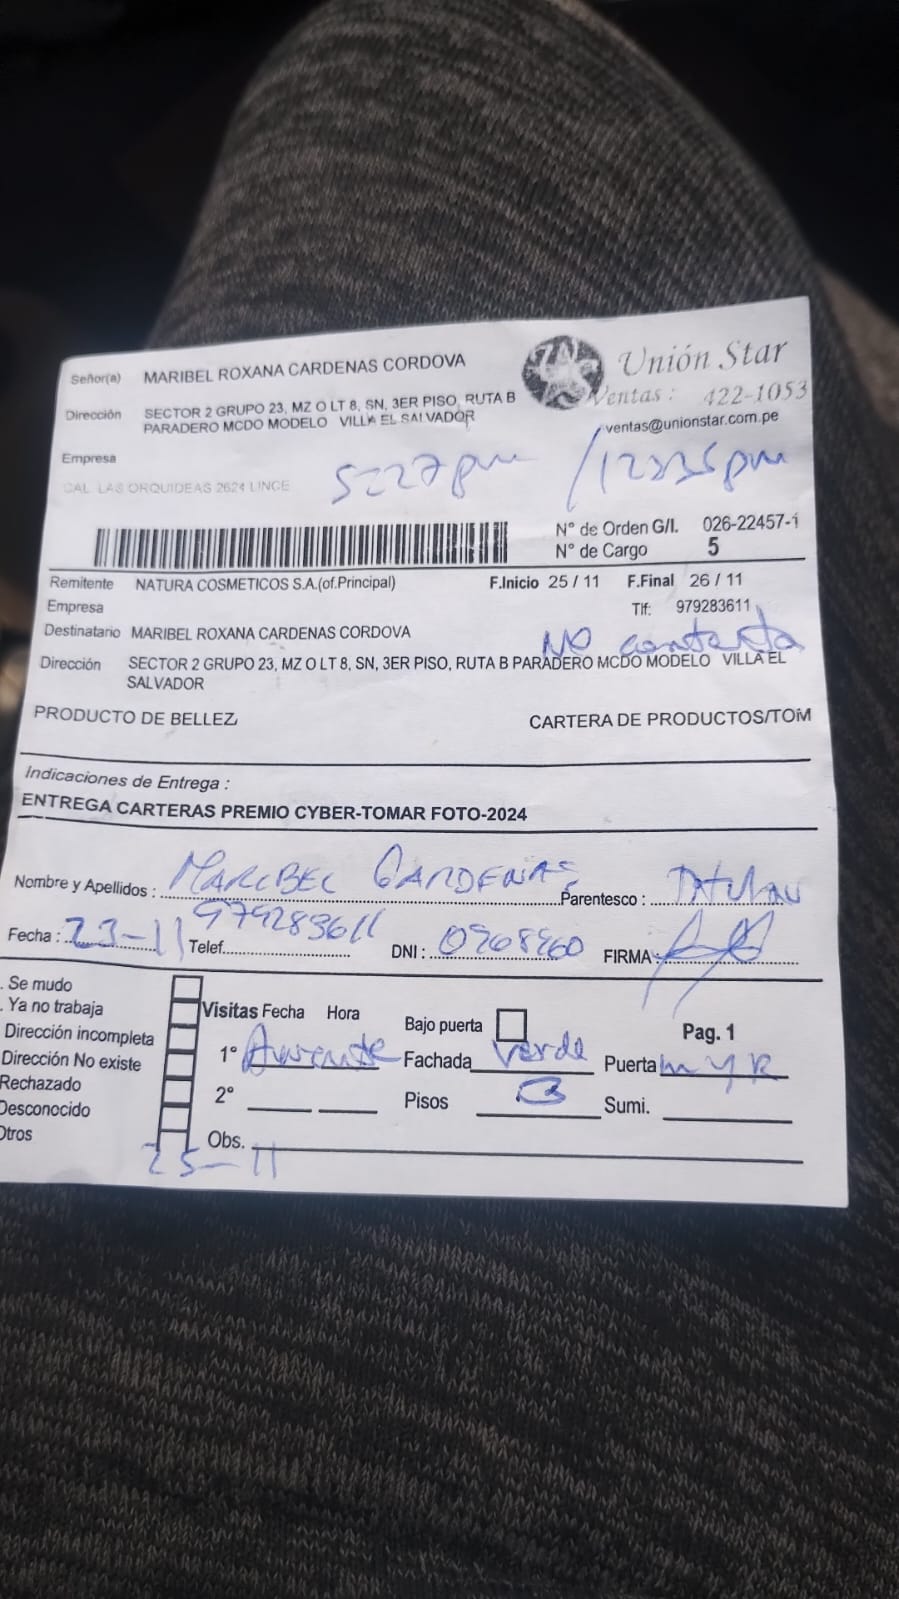 Señor(a) MARIBEL ROXANA CARDENAS CORDOVA
Dirección SECTOR 2 GRUPO 23, MZ O LT 8, SN, 3ER PISO, RUTA B
PARADERO MCDO MODELO VILLA EL SALVADOR
Unión Star
Ventas : 422-1053
ventas@unionstar.com.pe
Empresa
CAL. LAS ORQUIDEAS 2624 LINCE
5:27pm / 12:35pm
N° de Orden G/I. 026-22457-1
N° de Cargo 5
Remitente NATURA COSMETICOS S.A.(of.Principal) F.Inicio 25 / 11 F.Final 26 / 11
Empresa Tlf: 979283611
Destinatario MARIBEL ROXANA CARDENAS CORDOVA No contesta
Dirección SECTOR 2 GRUPO 23, MZ O LT 8, SN, 3ER PISO, RUTA B PARADERO MCDO MODELO VILLA EL
SALVADOR
PRODUCTO DE BELLEZ CARTERA DE PRODUCTOS/TOM
Indicaciones de Entrega :
ENTREGA CARTERAS PREMIO CYBER-TOMAR FOTO-2024
Nombre y Apellidos : MARIBEL CARDENAS Parentesco : Titular
Fecha : 23-11 Telef. 979283611 DNI : FIRMA:
. Se mudo
. Ya no trabaja
Dirección incompleta
Dirección No existe
Rechazado
Desconocido
Otros
25-11
Visitas Fecha Hora Bajo puerta Pag. 1
1° Ausente Fachada verde Puerta
2° Pisos 3 Sumi.
Obs.